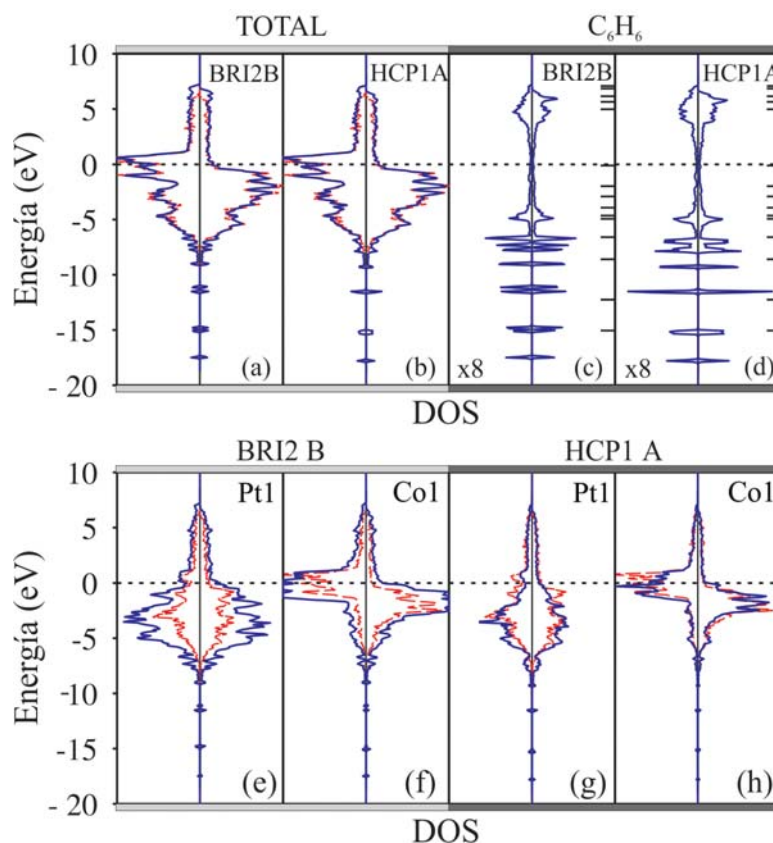 TOTAL C₆H₆
10
5
0
-5
-10
-15
-20
Energía (eV)
BRI2B HCP1A BRI2B HCP1A
(a) (b) x8 (c) x8 (d)
DOS
BRI2 B HCP1 A
10
5
0
-5
-10
-15
-20
Energía (eV)
Pt1 Co1 Pt1 Co1
(e) (f) (g) (h)
DOS